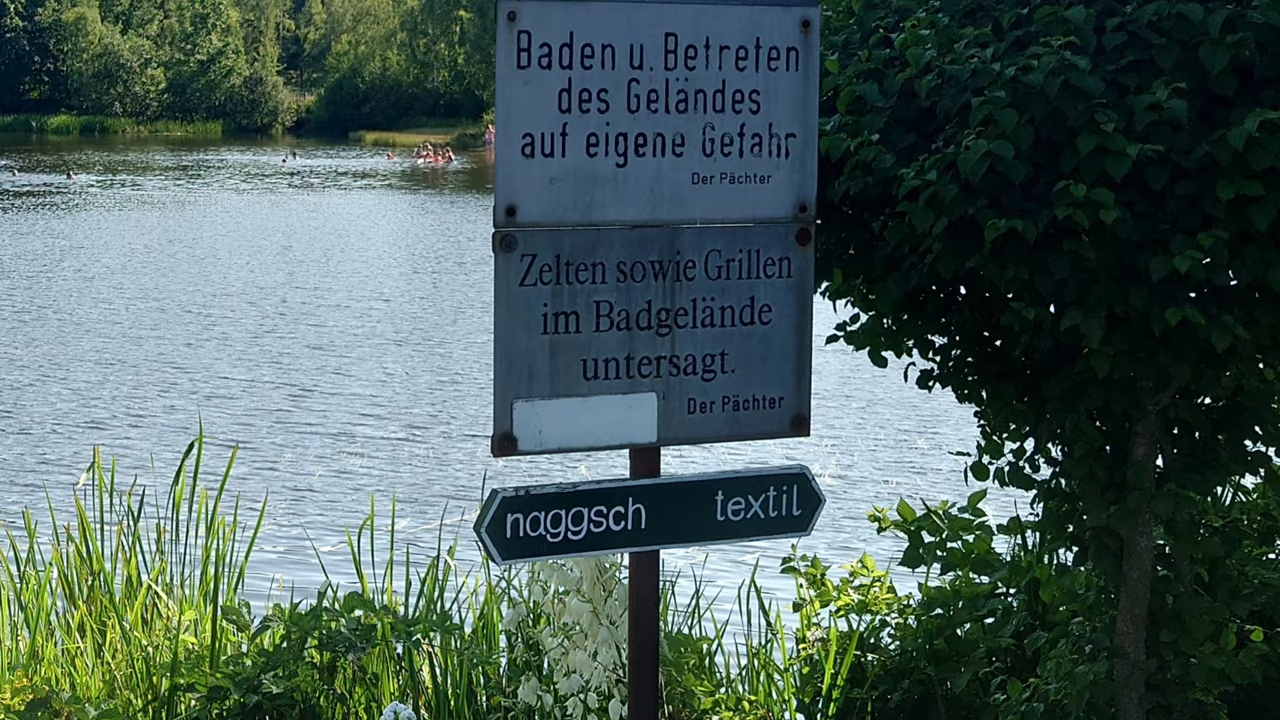 Baden u. Betreten
des Geländes
auf eigene Gefahr
Der Pächter
Zelten sowie Grillen
im Badgelände
untersagt.
Der Pächter
naggsch textil